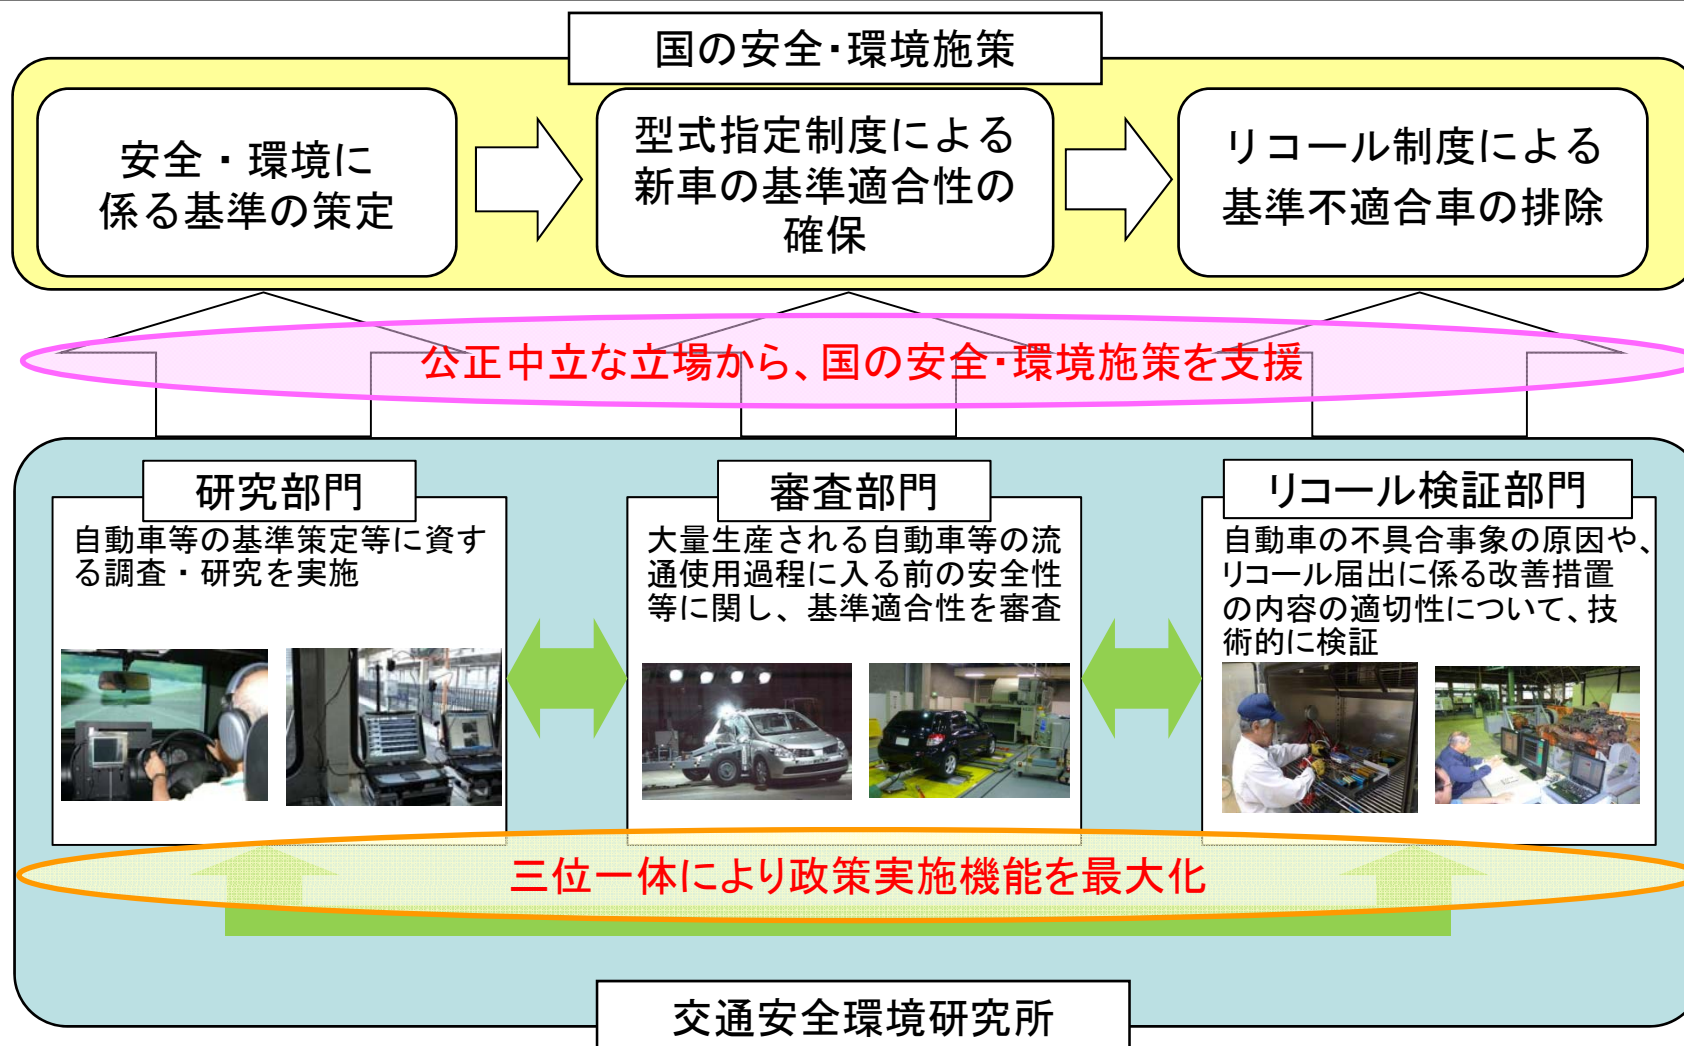 国の安全・環境施策
安全・環境に
係る基準の策定
型式指定制度による
新車の基準適合性の
確保
リコール制度による
基準不適合車の排除
公正中立な立場から、国の安全・環境施策を支援
研究部門
自動車等の基準策定等に資す
る調査・研究を実施
審査部門
大量生産される自動車等の流
通使用過程に入る前の安全性
等に関し、基準適合性を審査
リコール検証部門
自動車の不具合事象の原因や、
リコール届出に係る改善措置
の内容の適切性について、技
術的に検証
三位一体により政策実施機能を最大化
交通安全環境研究所